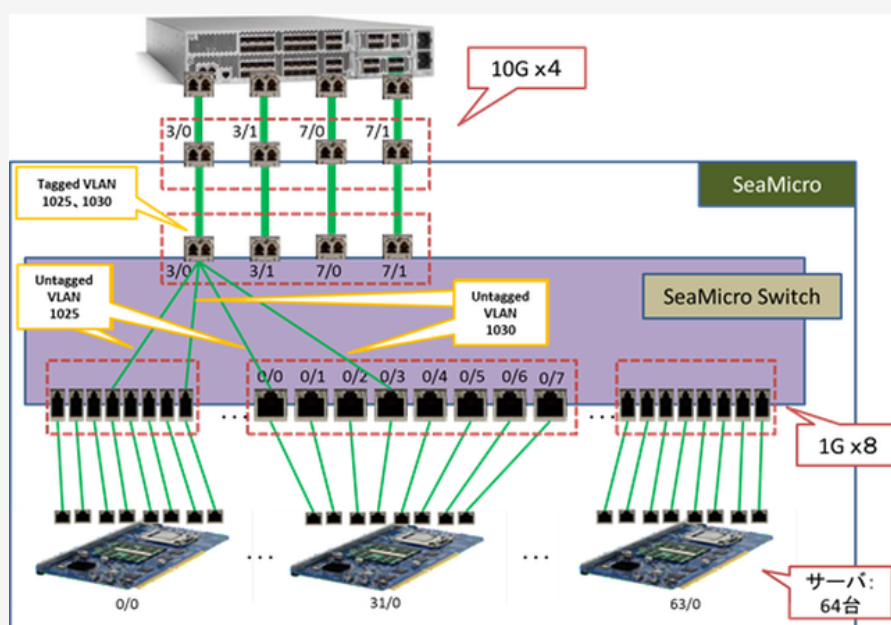 10G x4
3/0
3/1
7/0
7/1
Tagged VLAN
1025、1030
SeaMicro
3/0
3/1
7/0
7/1
SeaMicro Switch
Untagged
VLAN
1025
Untagged
VLAN
1030
0/0
0/1
0/2
0/3
0/4
0/5
0/6
0/7
...
...
1G x8
...
...
サーバ:
64台
0/0
31/0
63/0